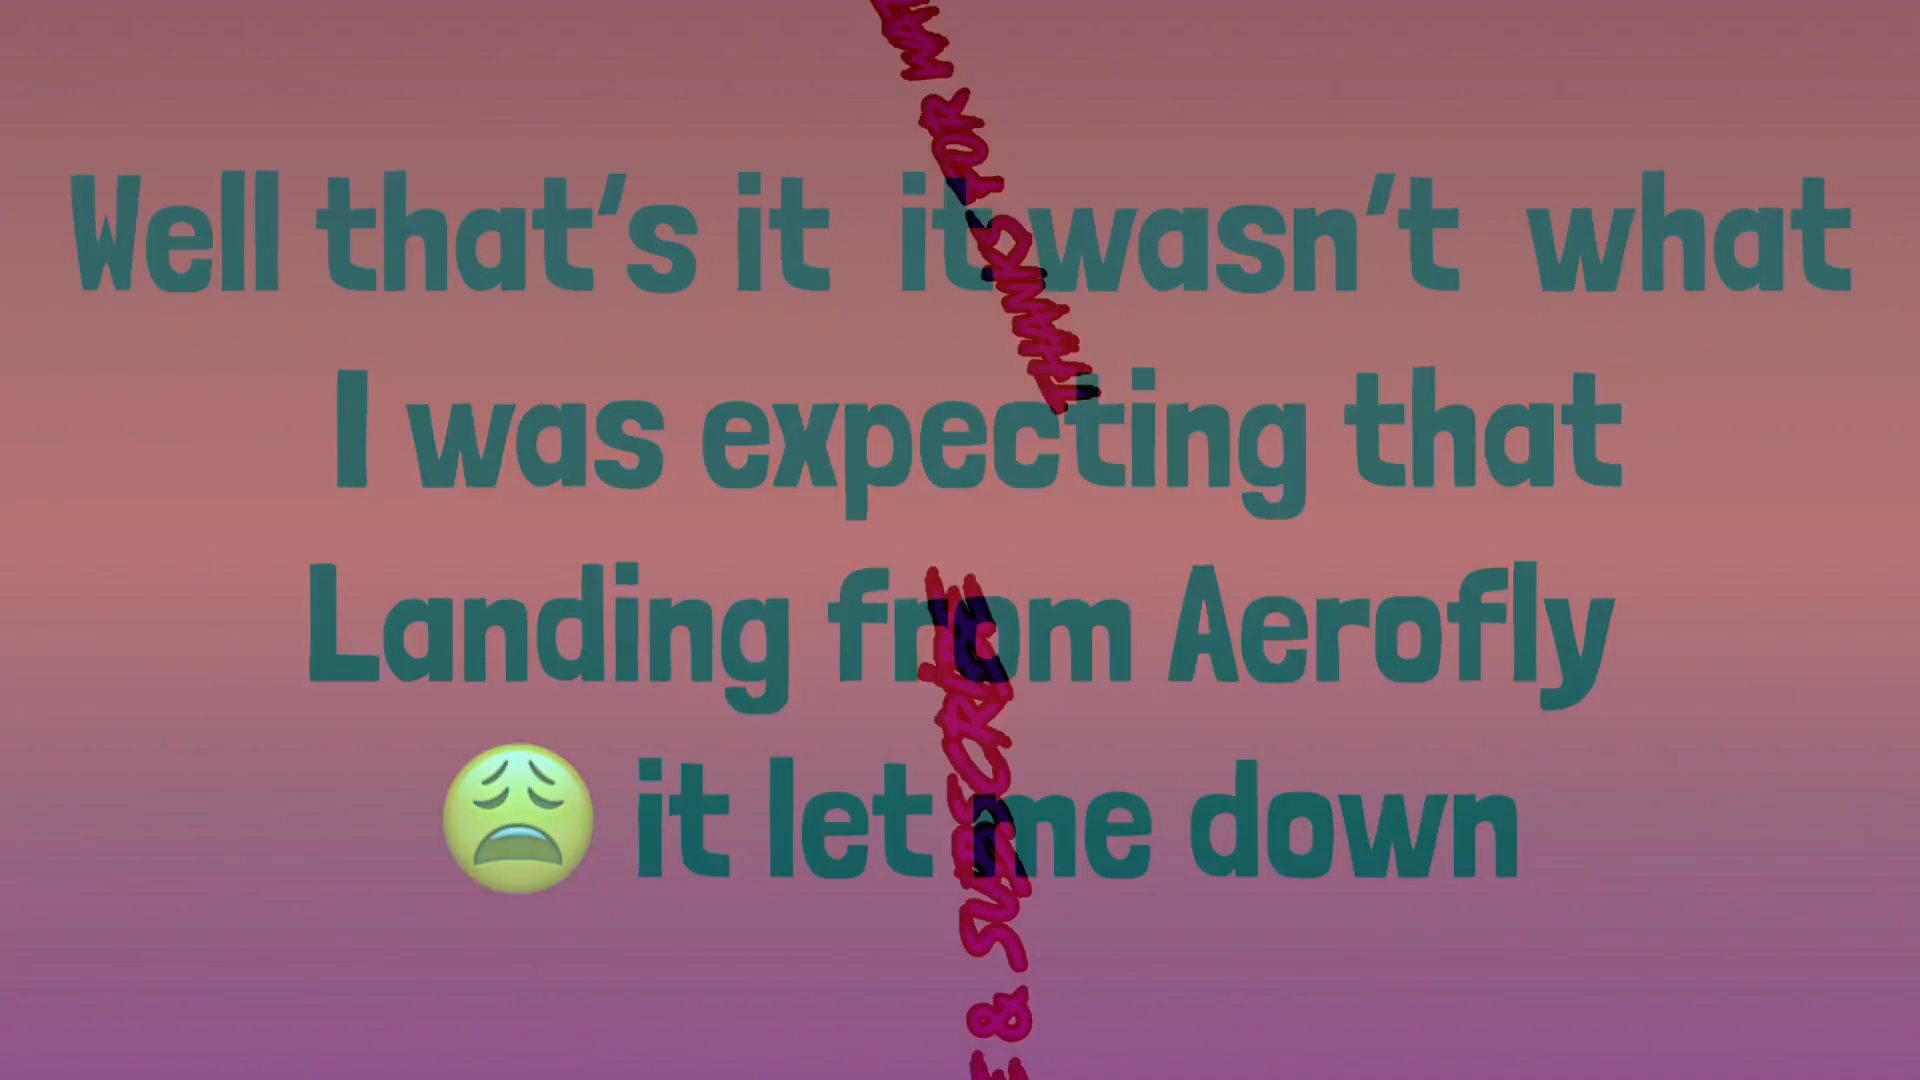 Well that's it it wasn't what
I was expecting that
Landing from Aerofly
😩 it let me down
THANKS FOR
& SUBSCRIBE